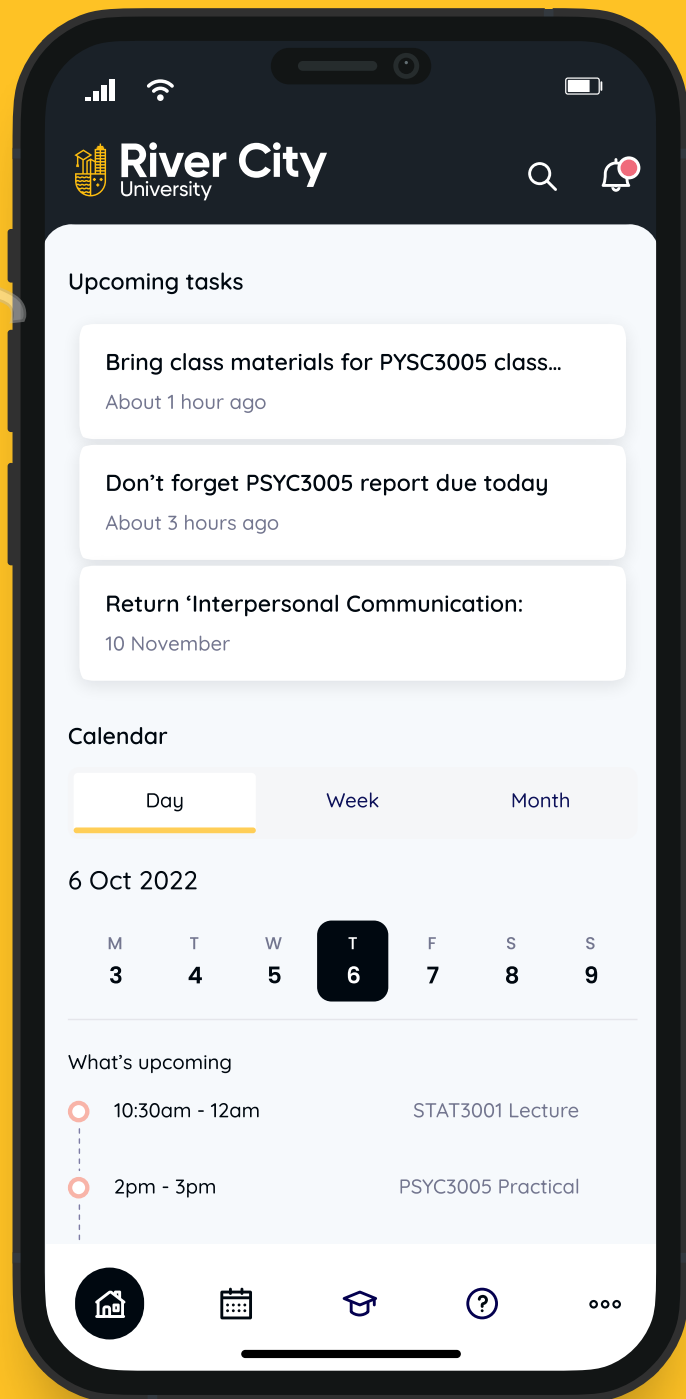 River City
University
Upcoming tasks
Bring class materials for PYSC3005 class...
About 1 hour ago
Don’t forget PSYC3005 report due today
About 3 hours ago
Return ‘Interpersonal Communication:
10 November
Calendar
Day Week Month
6 Oct 2022
M T W T F S S
3 4 5 6 7 8 9
What’s upcoming
10:30am - 12am STAT3001 Lecture
2pm - 3pm PSYC3005 Practical